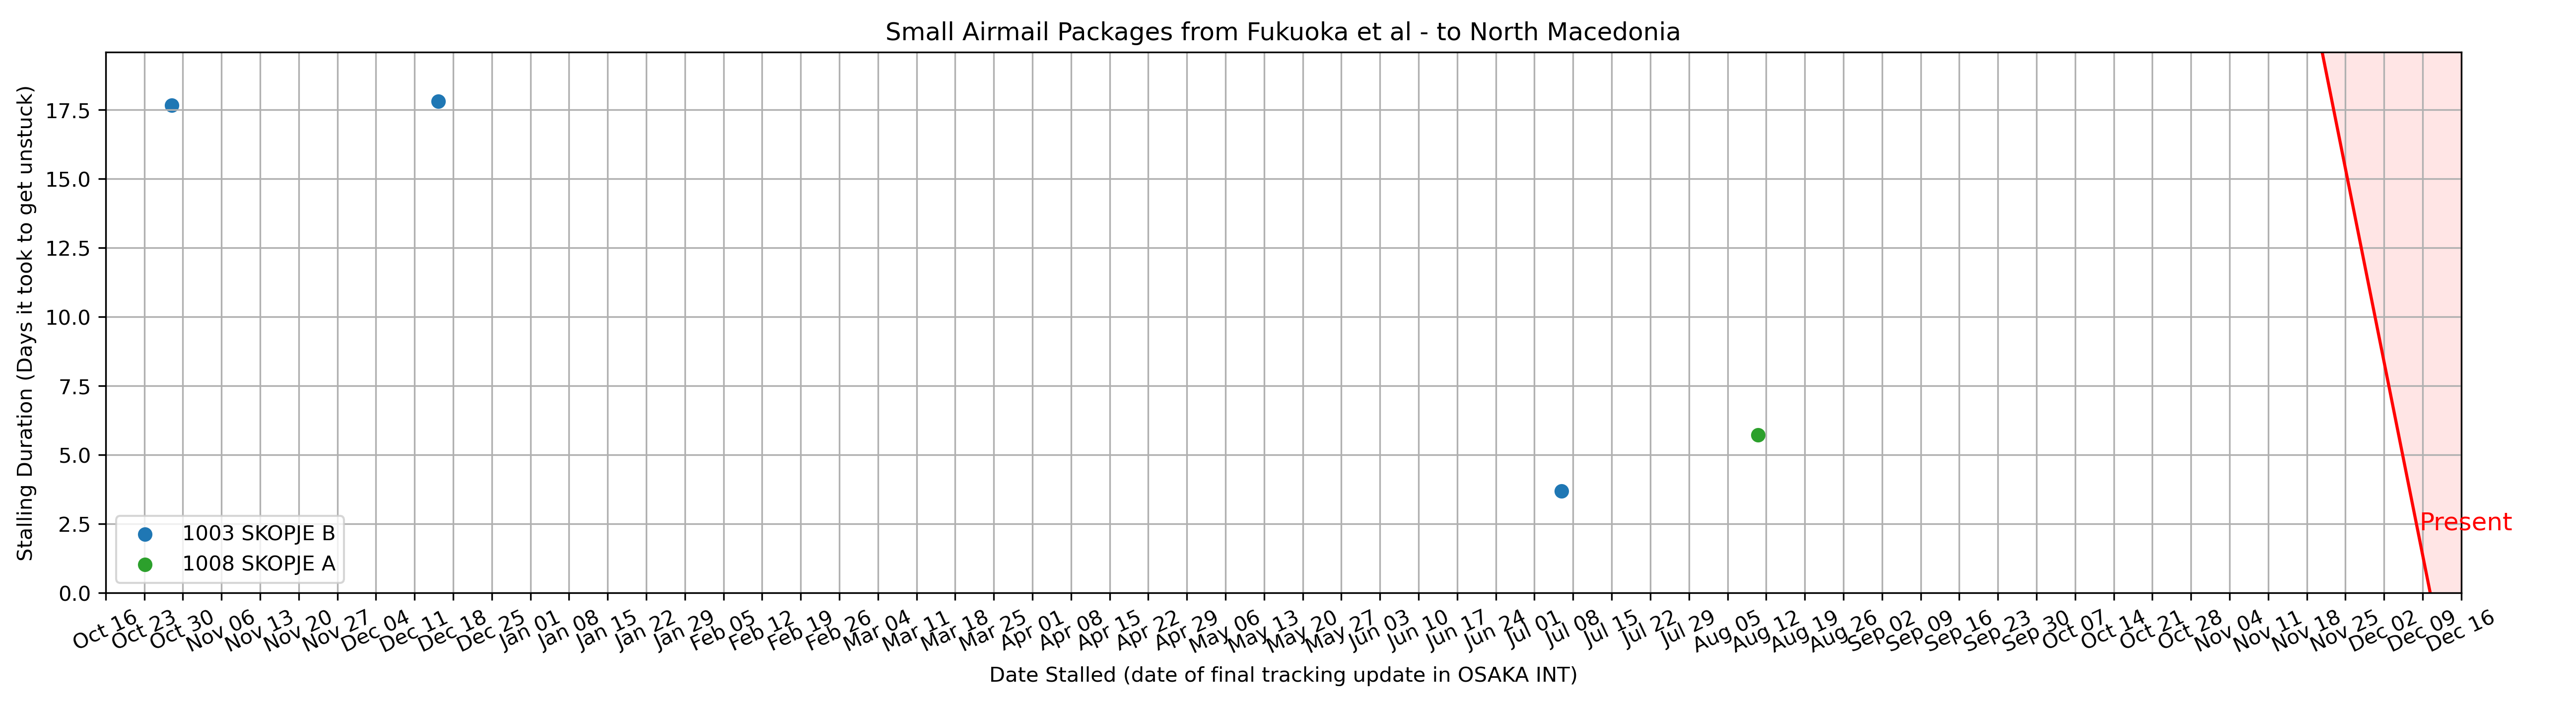 Small Airmail Packages from Fukuoka et al - to North Macedonia
Stalling Duration (Days it took to get unstuck)
17.5
15.0
12.5
10.0
7.5
5.0
2.5
0.0
1003 SKOPJE B
1008 SKOPJE A
Present
Oct 16 Oct 23 Oct 30 Nov 06 Nov 13 Nov 20 Nov 27 Dec 04 Dec 11 Dec 18 Dec 25 Jan 01 Jan 08 Jan 15 Jan 22 Jan 29 Feb 05 Feb 12 Feb 19 Feb 26 Mar 04 Mar 11 Mar 18 Mar 25 Apr 01 Apr 08 Apr 15 Apr 22 Apr 29 May 06 May 13 May 20 May 27 Jun 03 Jun 10 Jun 17 Jun 24 Jul 01 Jul 08 Jul 15 Jul 22 Jul 29 Aug 05 Aug 12 Aug 19 Aug 26 Sep 02 Sep 09 Sep 16 Sep 23 Sep 30 Oct 07 Oct 14 Oct 21 Oct 28 Nov 04 Nov 11 Nov 18 Nov 25 Dec 02 Dec 09 Dec 16
Date Stalled (date of final tracking update in OSAKA INT)